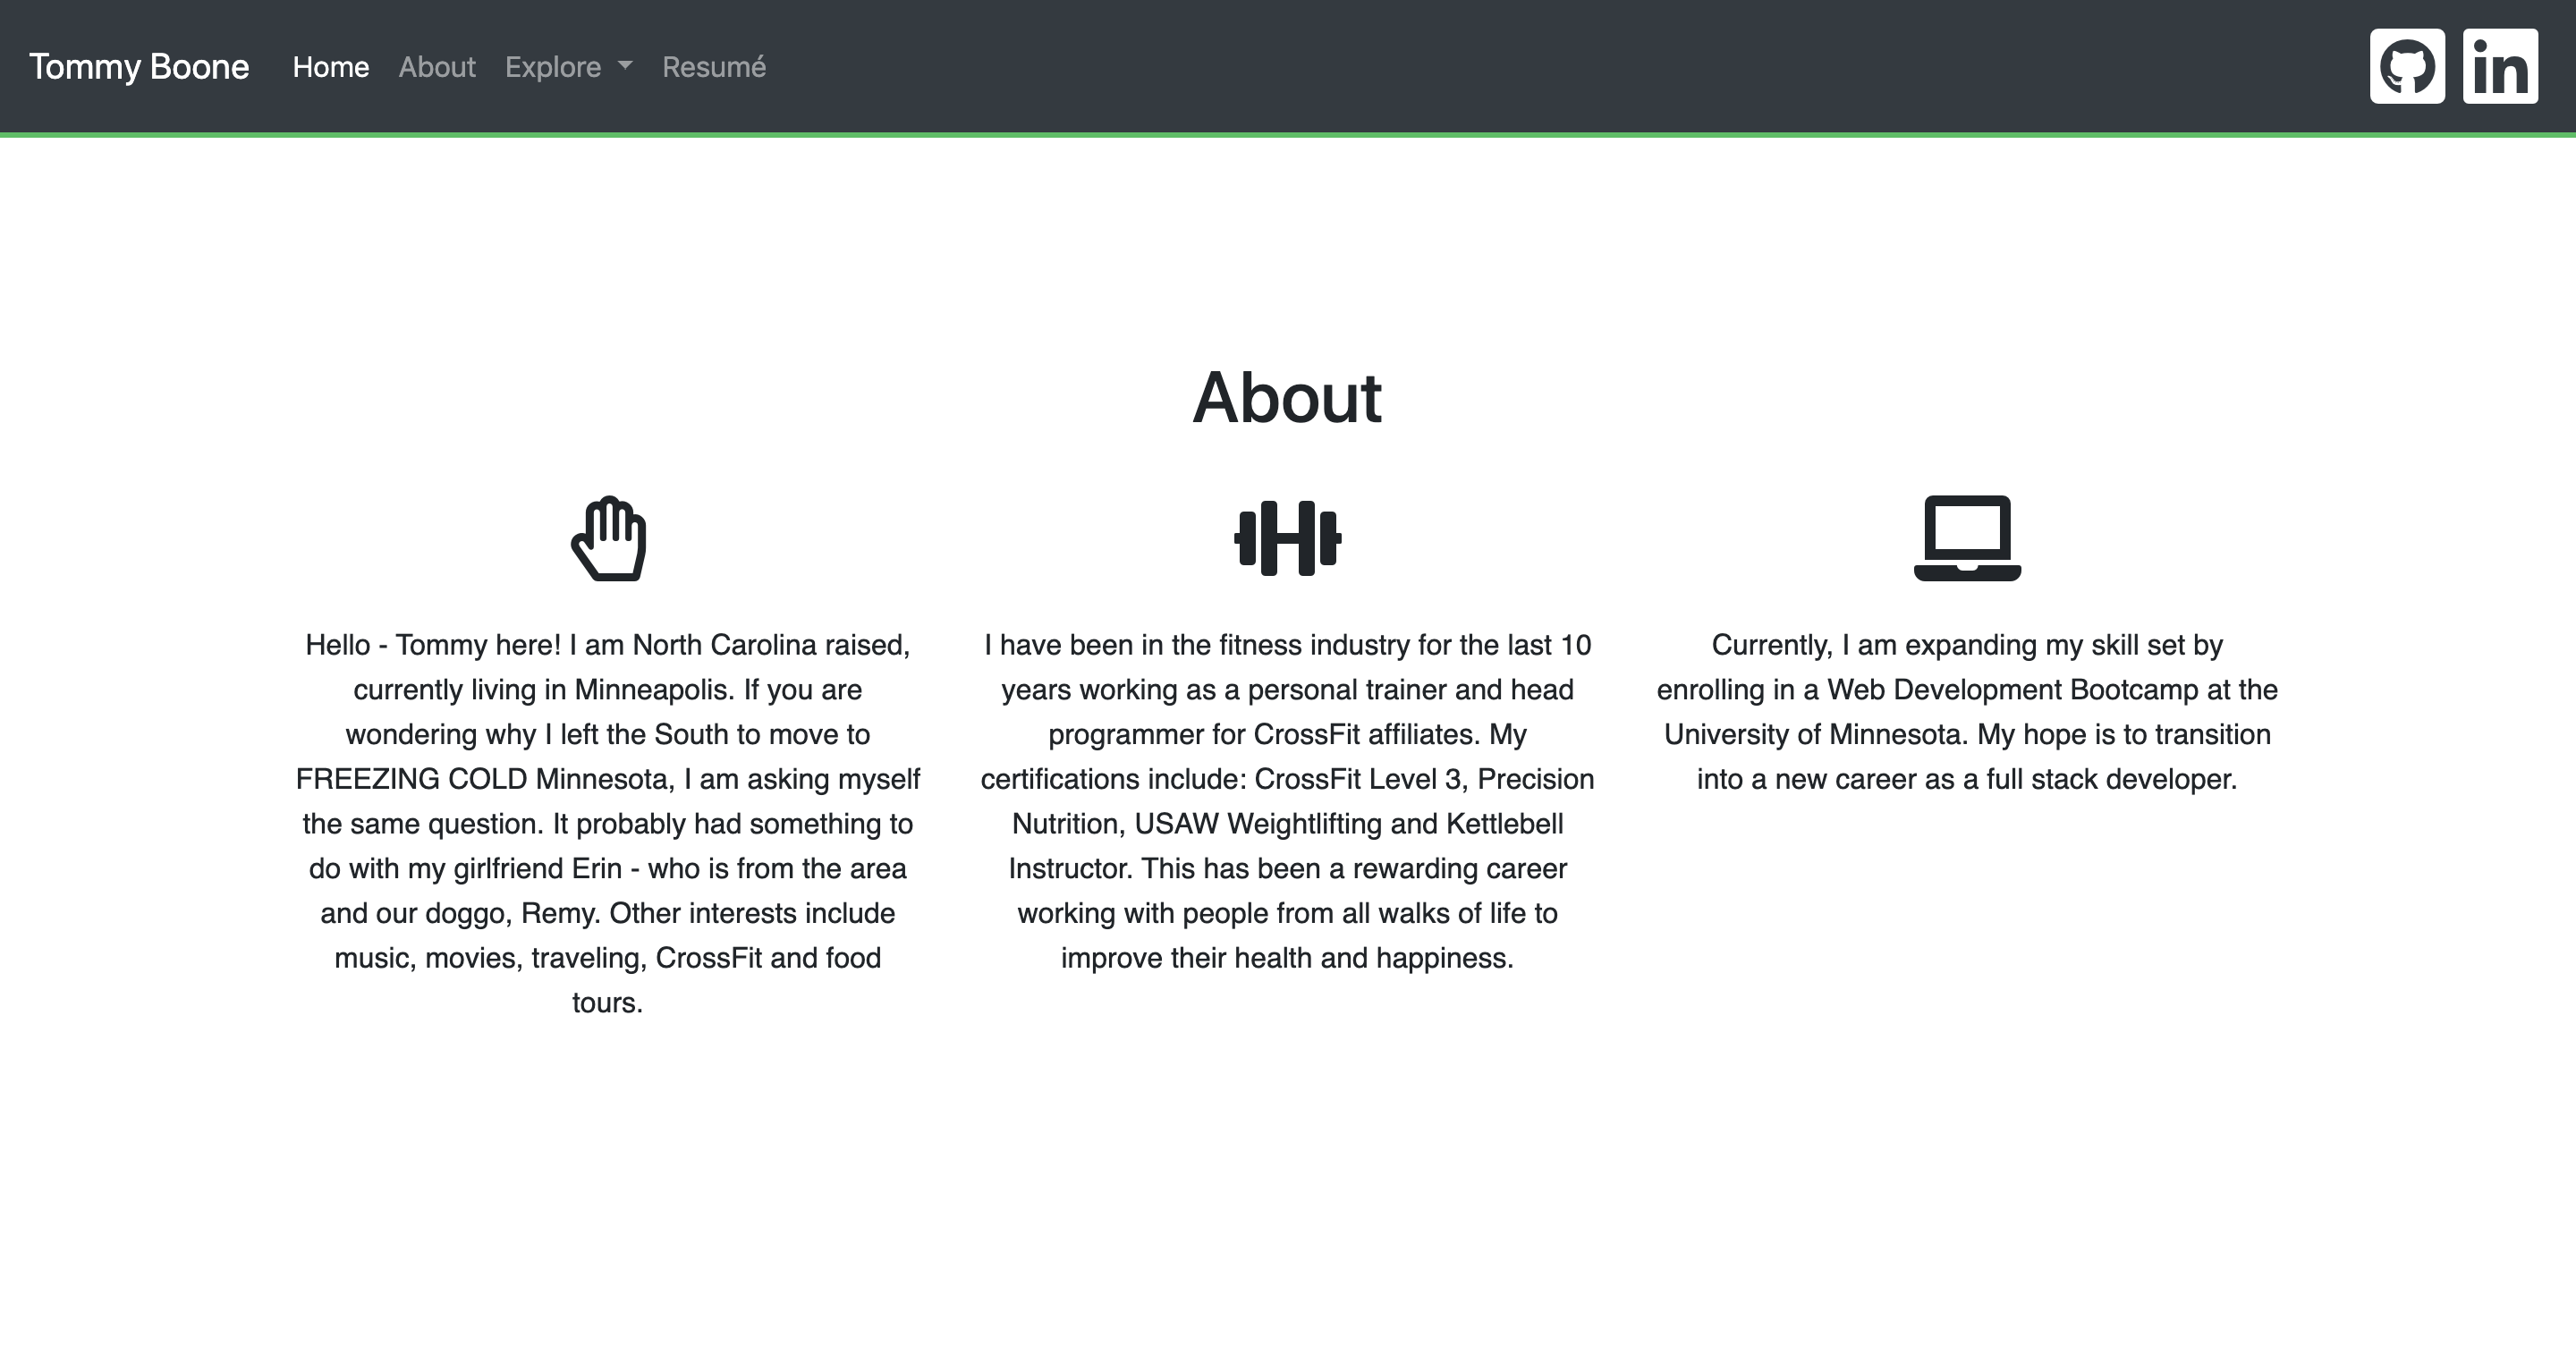 Tommy Boone Home About Explore Resumé
in
About
Hello - Tommy here! I am North Carolina raised,
currently living in Minneapolis. If you are
wondering why I left the South to move to
FREEZING COLD Minnesota, I am asking myself
the same question. It probably had something to
do with my girlfriend Erin - who is from the area
and our doggo, Remy. Other interests include
music, movies, traveling, CrossFit and food
tours.
I have been in the fitness industry for the last 10
years working as a personal trainer and head
programmer for CrossFit affiliates. My
certifications include: CrossFit Level 3, Precision
Nutrition, USAW Weightlifting and Kettlebell
Instructor. This has been a rewarding career
working with people from all walks of life to
improve their health and happiness.
Currently, I am expanding my skill set by
enrolling in a Web Development Bootcamp at the
University of Minnesota. My hope is to transition
into a new career as a full stack developer.